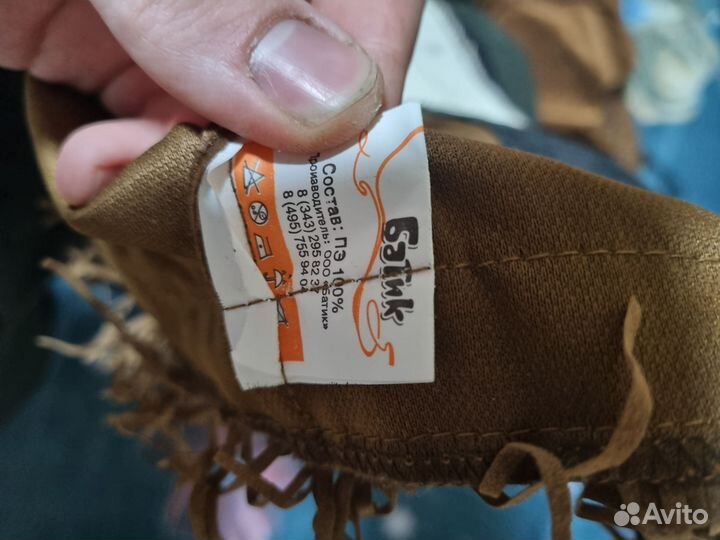 Батик
Состав: ПЭ 100%
Производитель: ООО «Батик»
8 (343) 295 82 37
8 (495) 755 94 04
Avito